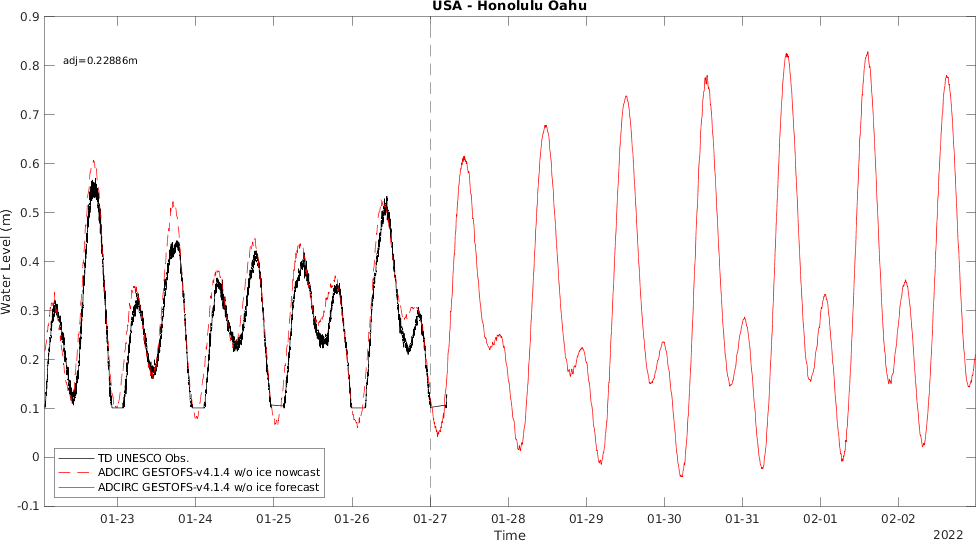 USA - Honolulu Oahu
0.9
0.8
0.7
0.6
0.5
0.4
0.3
0.2
0.1
0
-0.1
Water Level (m)
adj=0.22886m
TD UNESCO Obs.
ADCIRC GESTOFS-v4.1.4 w/o ice nowcast
ADCIRC GESTOFS-v4.1.4 w/o ice forecast
01-23 01-24 01-25 01-26 01-27 01-28 01-29 01-30 01-31 02-01 02-02
Time
2022